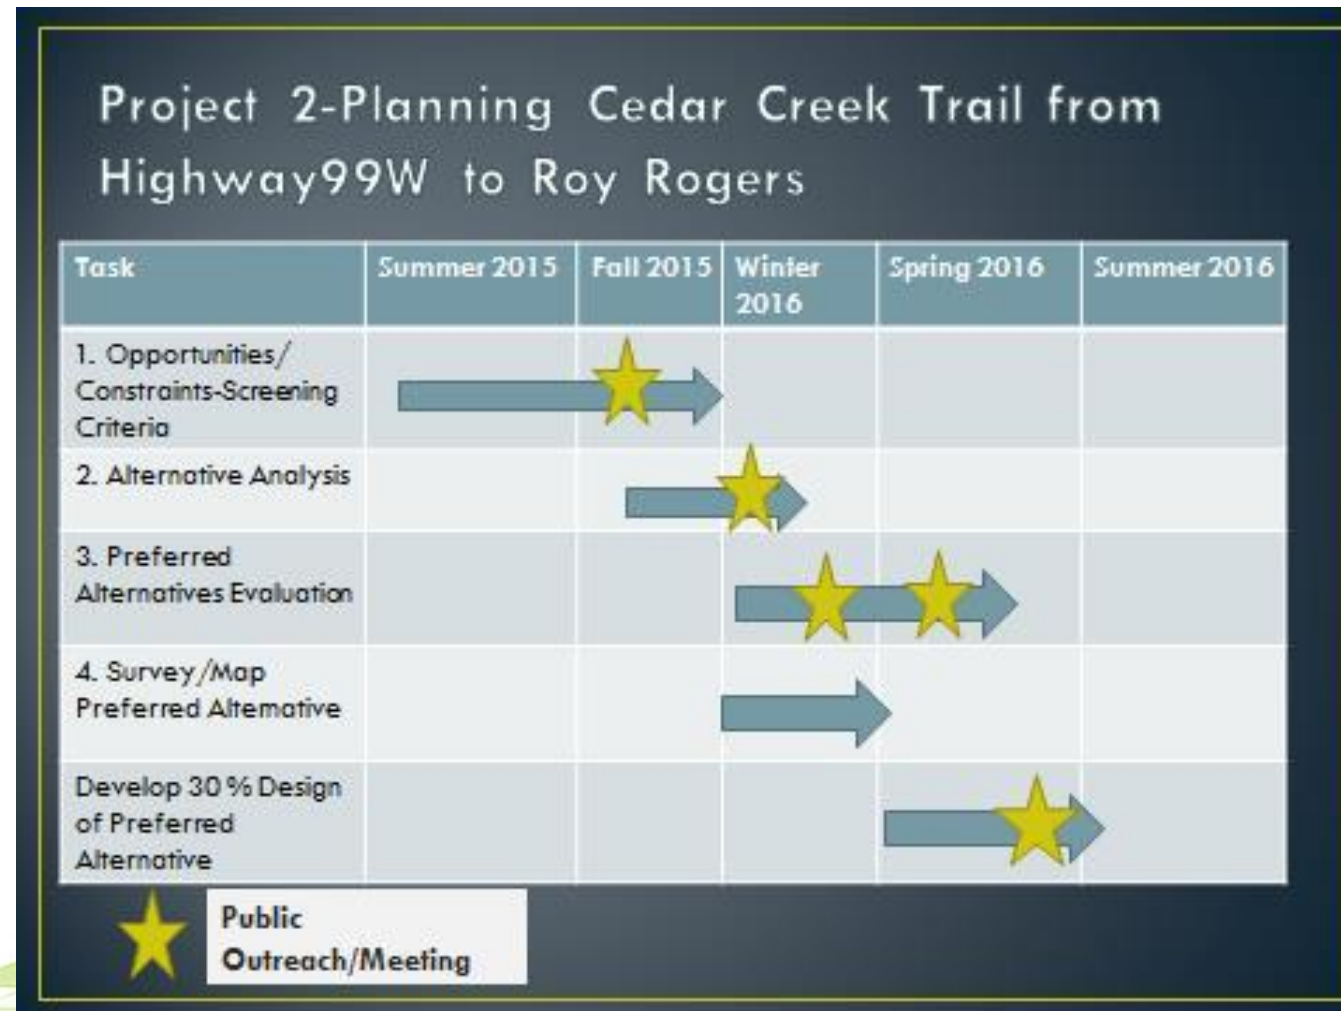 Project 2-Planning Cedar Creek Trail from
Highway99W to Roy Rogers
Task
Summer 2015
Fall 2015
Winter
2016
Spring 2016
Summer 2016
1. Opportunities/
Constraints-Screening
Criteria
2. Alternative Analysis
3. Preferred
Alternatives Evaluation
4. Survey/Map
Preferred Alternative
Develop 30% Design
of Preferred
Alternative
Public
Outreach/Meeting